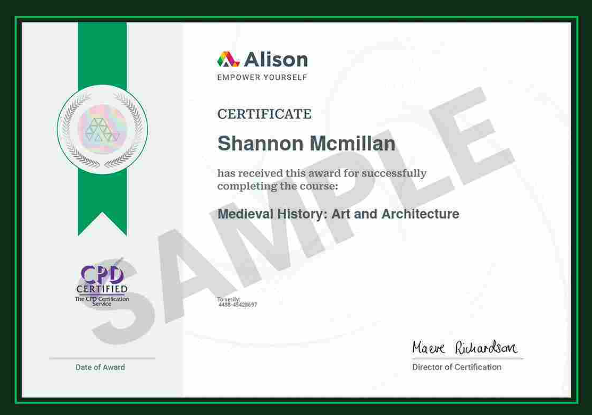 Alison
EMPOWER YOURSELF
CERTIFICATE
Shannon Mcmillan
has received this award for successfully
completing the course:
Medieval History: Art and Architecture
SAMPLE
CPD
CERTIFIED
The CPD Certification
Service
To verify:
4488-45428697
Maeve Richardson
Date of Award
Director of Certification